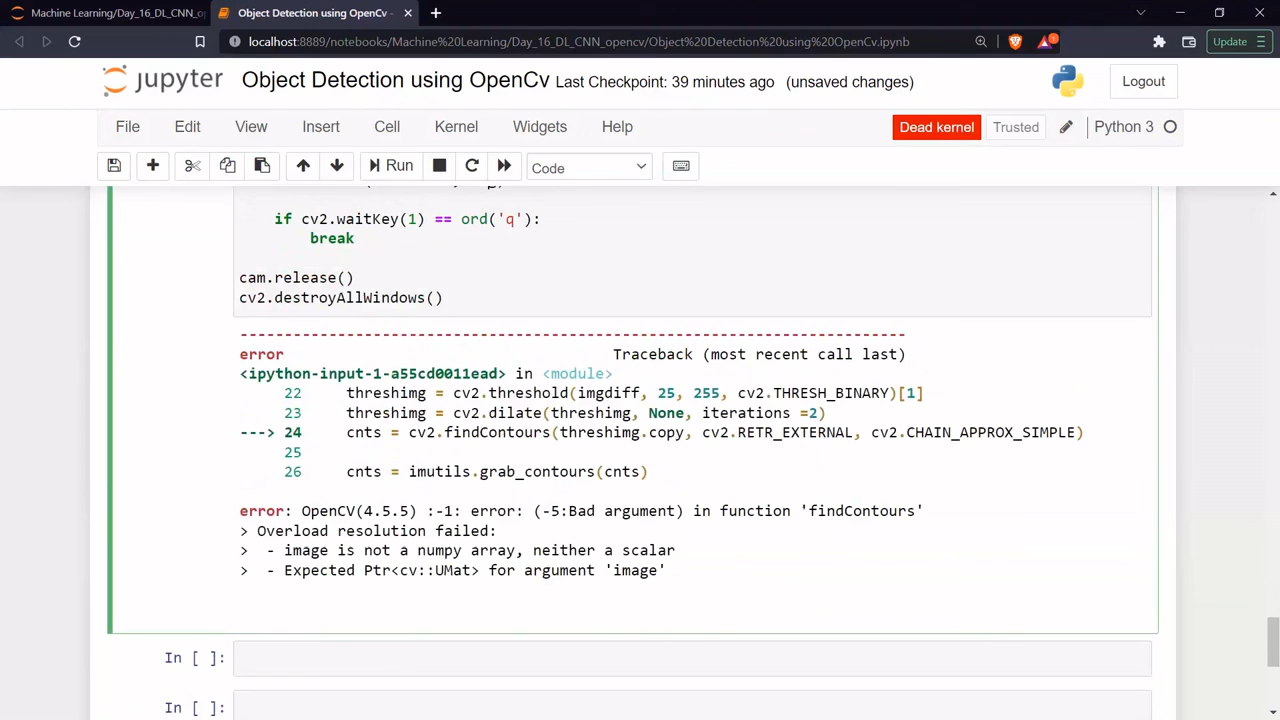 Machine Learning/Day_16_DL_CNN_op
Object Detection using OpenCv -
localhost:8889/notebooks/Machine%20Learning/Day_16_DL_CNN_opencv/Object%20Detection%20using%20OpenCv.ipynb
Update
jupyter Object Detection using OpenCv Last Checkpoint: 39 minutes ago (unsaved changes)
Logout
File Edit View Insert Cell Kernel Widgets Help
Dead kernel Trusted Python 3
Run Code
if cv2.waitKey(1) == ord('q'):
break
cam.release()
cv2.destroyAllWindows()
---------------------------------------------------------------------------
error Traceback (most recent call last)
<ipython-input-1-a55cd0011ead> in <module>
22 threshimg = cv2.threshold(imgdiff, 25, 255, cv2.THRESH_BINARY)[1]
23 threshimg = cv2.dilate(threshimg, None, iterations =2)
---> 24 cnts = cv2.findContours(threshimg.copy, cv2.RETR_EXTERNAL, cv2.CHAIN_APPROX_SIMPLE)
25
26 cnts = imutils.grab_contours(cnts)
error: OpenCV(4.5.5) :-1: error: (-5:Bad argument) in function 'findContours'
> Overload resolution failed:
>  - image is not a numpy array, neither a scalar
>  - Expected Ptr<cv::UMat> for argument 'image'
In [ ]:
In [ ]: